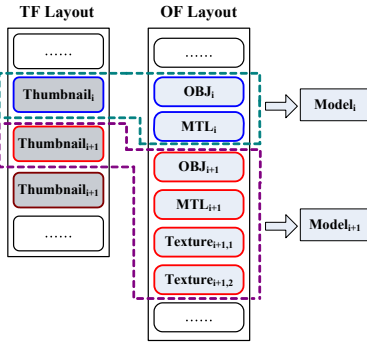 TF Layout
OF Layout
......
......
Thumbnailᵢ
OBJᵢ
Modelᵢ
MTLᵢ
Thumbnailᵢ₊₁
OBJᵢ₊₁
Thumbnailᵢ₊₁
MTLᵢ₊₁
Modelᵢ₊₁
......
Textureᵢ₊₁,₁
Textureᵢ₊₁,₂
......